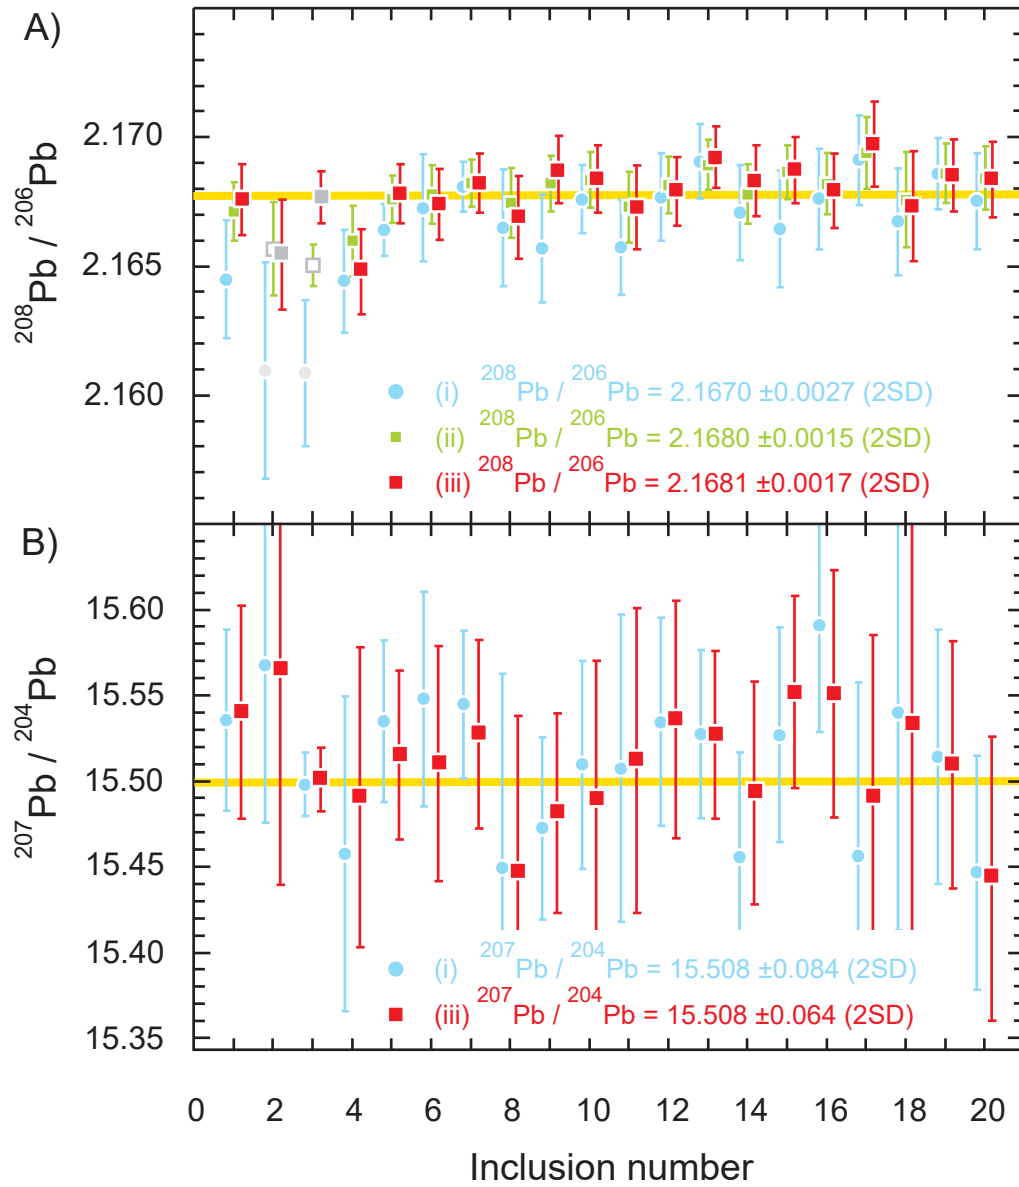 A)
²⁰⁸Pb / ²⁰⁶Pb
2.170
2.165
2.160
(i) ²⁰⁸Pb / ²⁰⁶Pb = 2.1670 ±0.0027 (2SD)
(ii) ²⁰⁸Pb / ²⁰⁶Pb = 2.1680 ±0.0015 (2SD)
(iii) ²⁰⁸Pb / ²⁰⁶Pb = 2.1681 ±0.0017 (2SD)
B)
²⁰⁷Pb / ²⁰⁴Pb
15.60
15.55
15.50
15.45
15.40
15.35
(i) ²⁰⁷Pb / ²⁰⁴Pb = 15.508 ±0.084 (2SD)
(iii) ²⁰⁷Pb / ²⁰⁴Pb = 15.508 ±0.064 (2SD)
0 2 4 6 8 10 12 14 16 18 20
Inclusion number